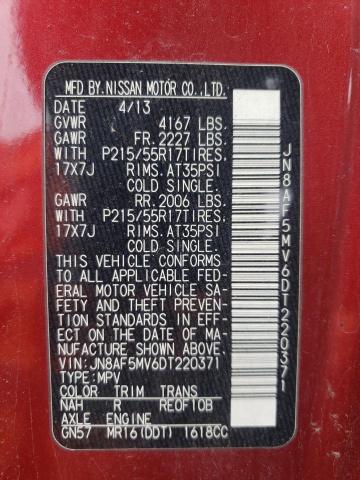 MFD BY.NISSAN MOTOR CO.,LTD.
DATE 4/13
GVWR 4167 LBS.
GAWR FR. 2227 LBS.
WITH P215/55R17TIRES.
17X7J RIMS.AT35PSI
COLD SINGLE.
GAWR RR. 2006 LBS.
WITH P215/55R17TIRES.
17X7J RIMS.AT35PSI
COLD SINGLE.
THIS VEHICLE CONFORMS
TO ALL APPLICABLE FED-
ERAL MOTOR VEHICLE SA-
FETY AND THEFT PREVEN-
TION STANDARDS IN EFF-
ECT ON THE DATE OF MA-
NUFACTURE SHOWN ABOVE.
VIN:JN8AF5MV6DT220371
TYPE:MPV
COLOR TRIM TRANS
NAH R RE0F10B
AXLE ENGINE
GN57 MR16(DDT) 1618CC
JN8AF5MV6DT220371